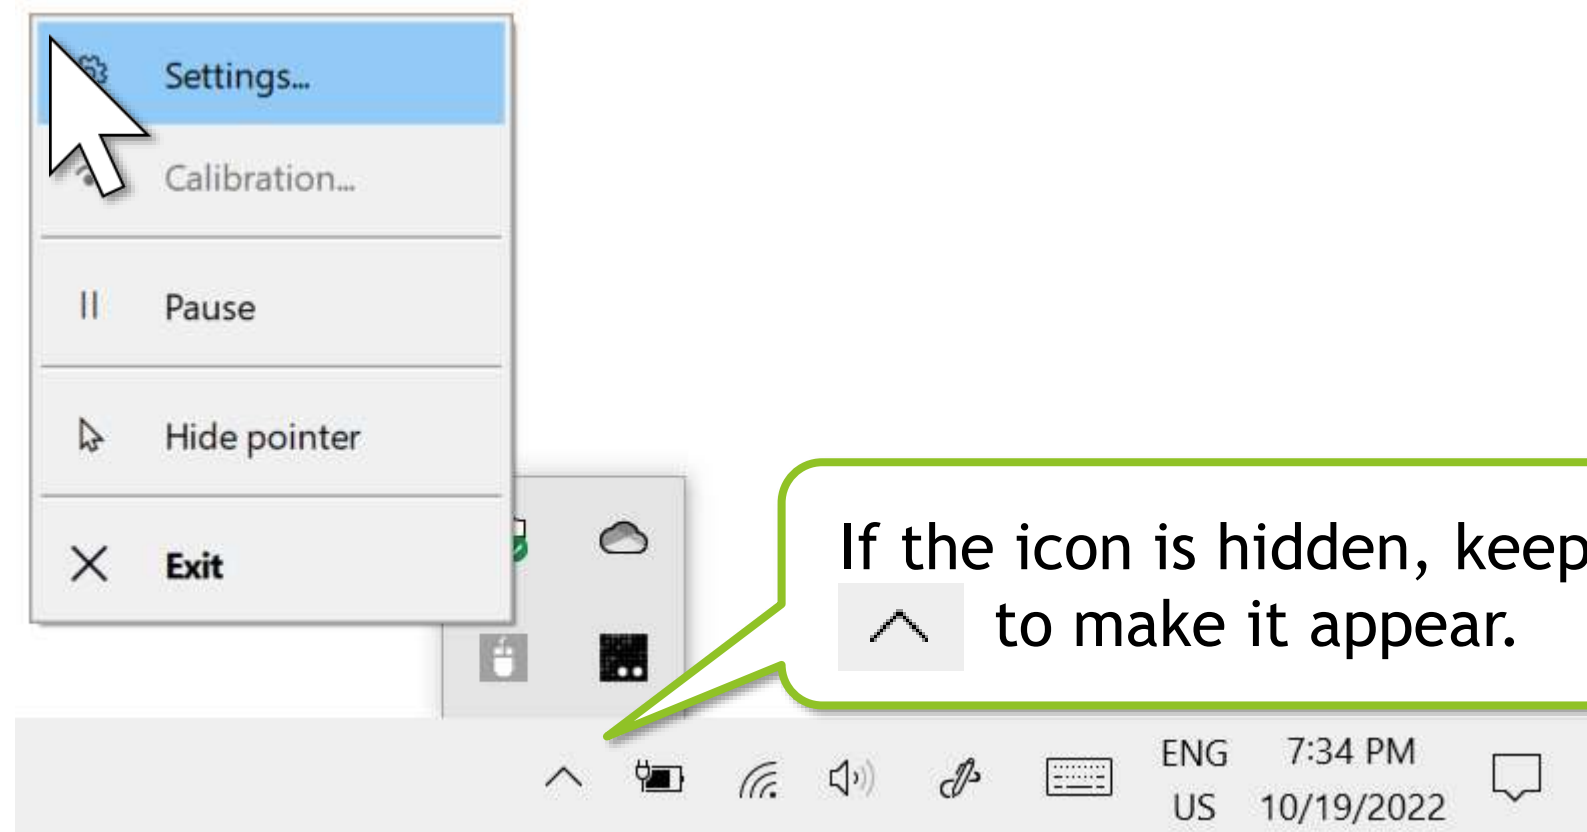 Settings...
Calibration...
Pause
Hide pointer
Exit
If the icon is hidden, keep
to make it appear.
ENG 7:34 PM
US 10/19/2022